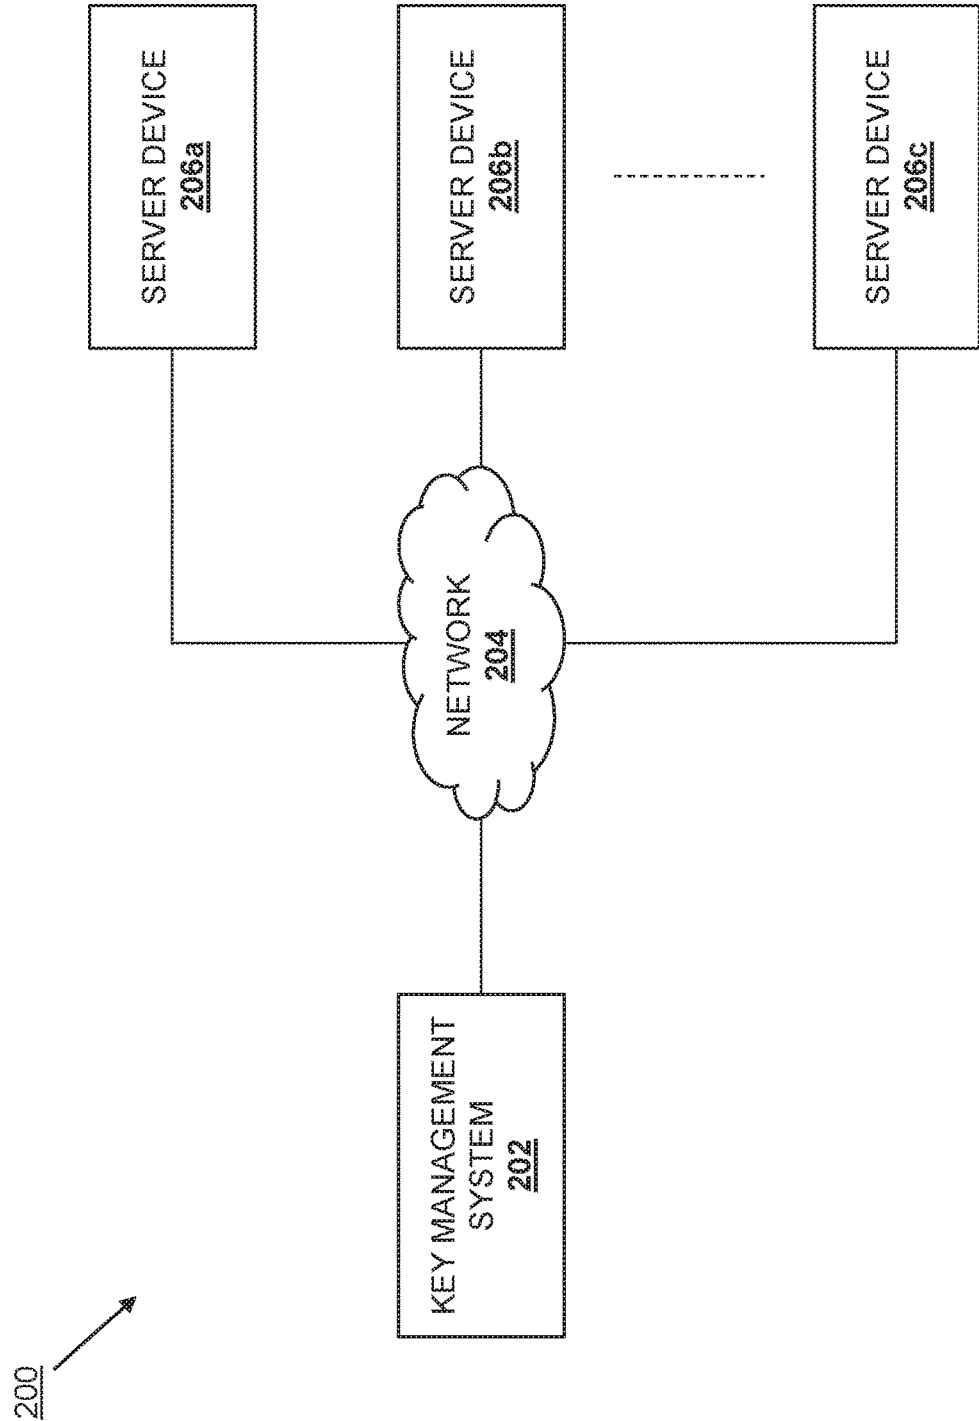 200
KEY MANAGEMENT
SYSTEM
202
NETWORK
204
SERVER DEVICE
206a
SERVER DEVICE
206b
SERVER DEVICE
206c